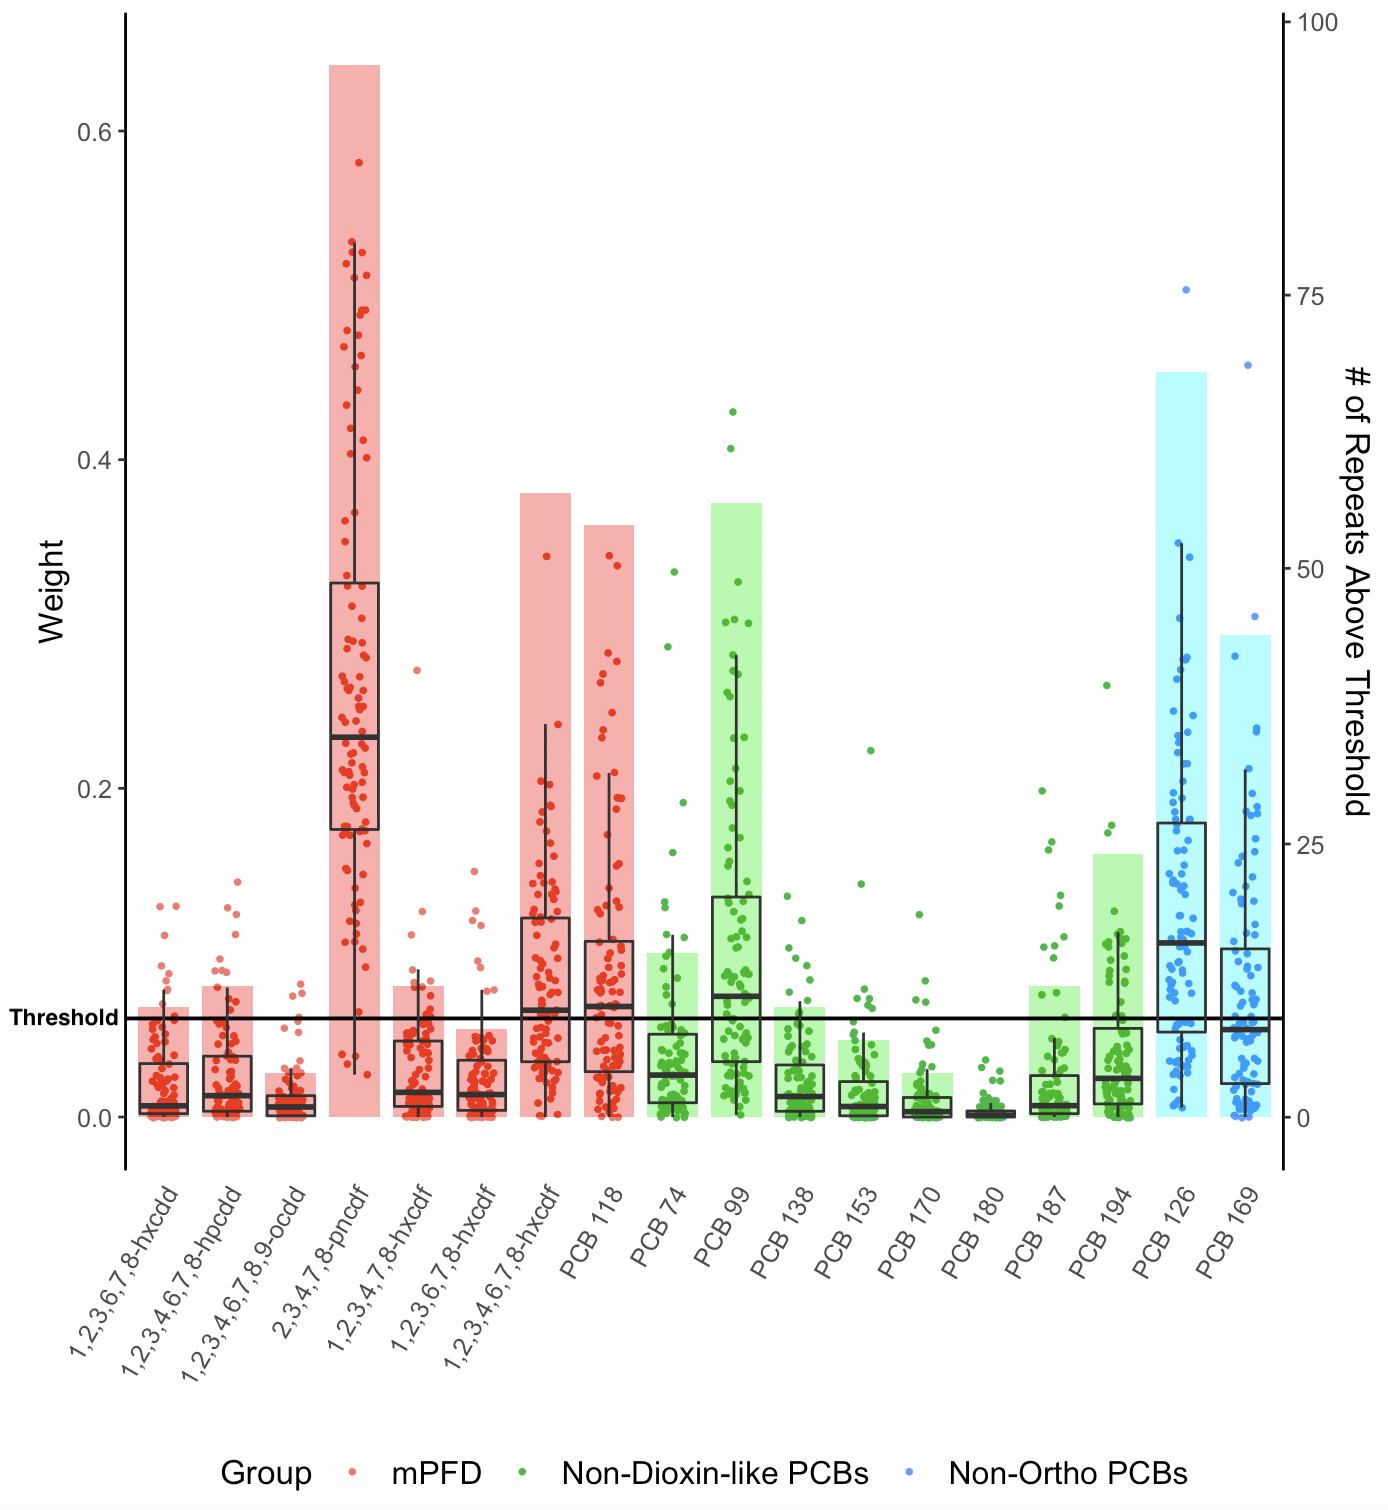 Weight
0.6
0.4
0.2
Threshold
0.0
100
75
50
25
0
# of Repeats Above Threshold
1,2,3,6,7,8-hxcdd
1,2,3,4,6,7,8-hpcdd
1,2,3,4,6,7,8,9-ocdd
2,3,4,7,8-pncdf
1,2,3,4,7,8-hxcdf
1,2,3,6,7,8-hxcdf
1,2,3,4,6,7,8-hxcdf
PCB 118
PCB 74
PCB 99
PCB 138
PCB 153
PCB 170
PCB 180
PCB 187
PCB 194
PCB 126
PCB 169
Group mPFD Non-Dioxin-like PCBs Non-Ortho PCBs